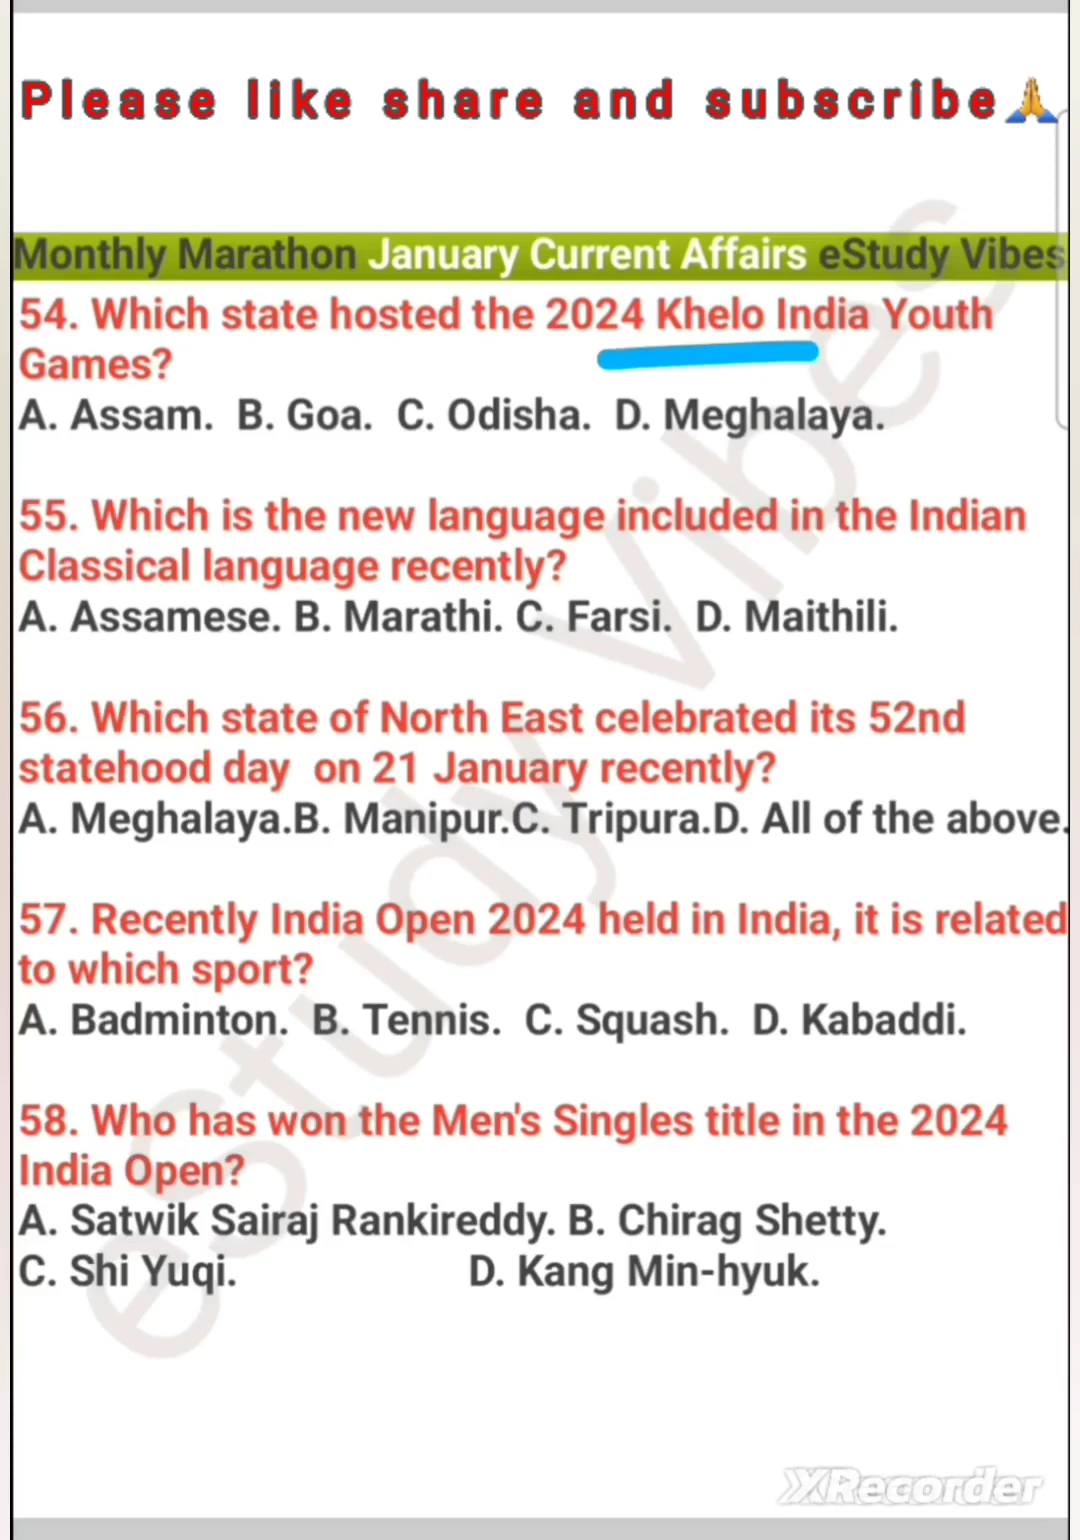 Please like share and subscribe🙏
Monthly Marathon January Current Affairs eStudy Vibes
54. Which state hosted the 2024 Khelo India Youth
Games?
A. Assam. B. Goa. C. Odisha. D. Meghalaya.
55. Which is the new language included in the Indian
Classical language recently?
A. Assamese. B. Marathi. C. Farsi. D. Maithili.
56. Which state of North East celebrated its 52nd
statehood day on 21 January recently?
A. Meghalaya.B. Manipur.C. Tripura.D. All of the above.
57. Recently India Open 2024 held in India, it is related
to which sport?
A. Badminton. B. Tennis. C. Squash. D. Kabaddi.
58. Who has won the Men's Singles title in the 2024
India Open?
A. Satwik Sairaj Rankireddy. B. Chirag Shetty.
C. Shi Yuqi. D. Kang Min-hyuk.
eStudy Vibes
XRecorder